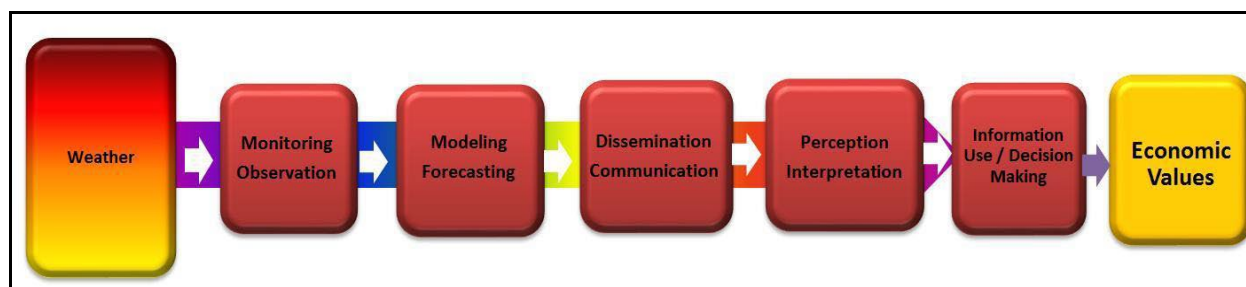 Weather
Monitoring
Observation
Modeling
Forecasting
Dissemination
Communication
Perception
Interpretation
Information
Use / Decision
Making
Economic
Values